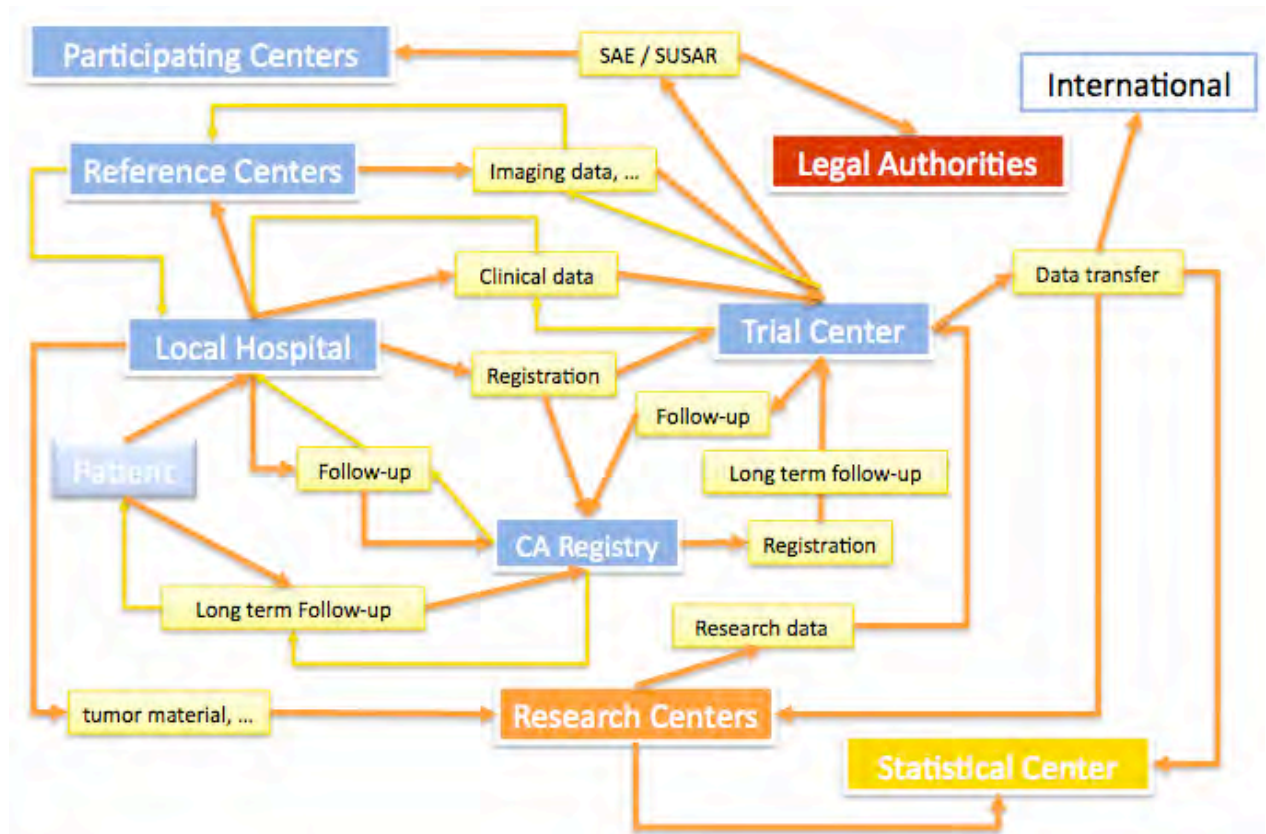 Participating Centers
SAE / SUSAR
International
Reference Centers
Imaging data, ...
Legal Authorities
Clinical data
Data transfer
Local Hospital
Trial Center
Registration
Follow-up
Patient
Follow-up
Long term follow-up
CA Registry
Registration
Long term Follow-up
Research data
tumor material, ...
Research Centers
Statistical Center